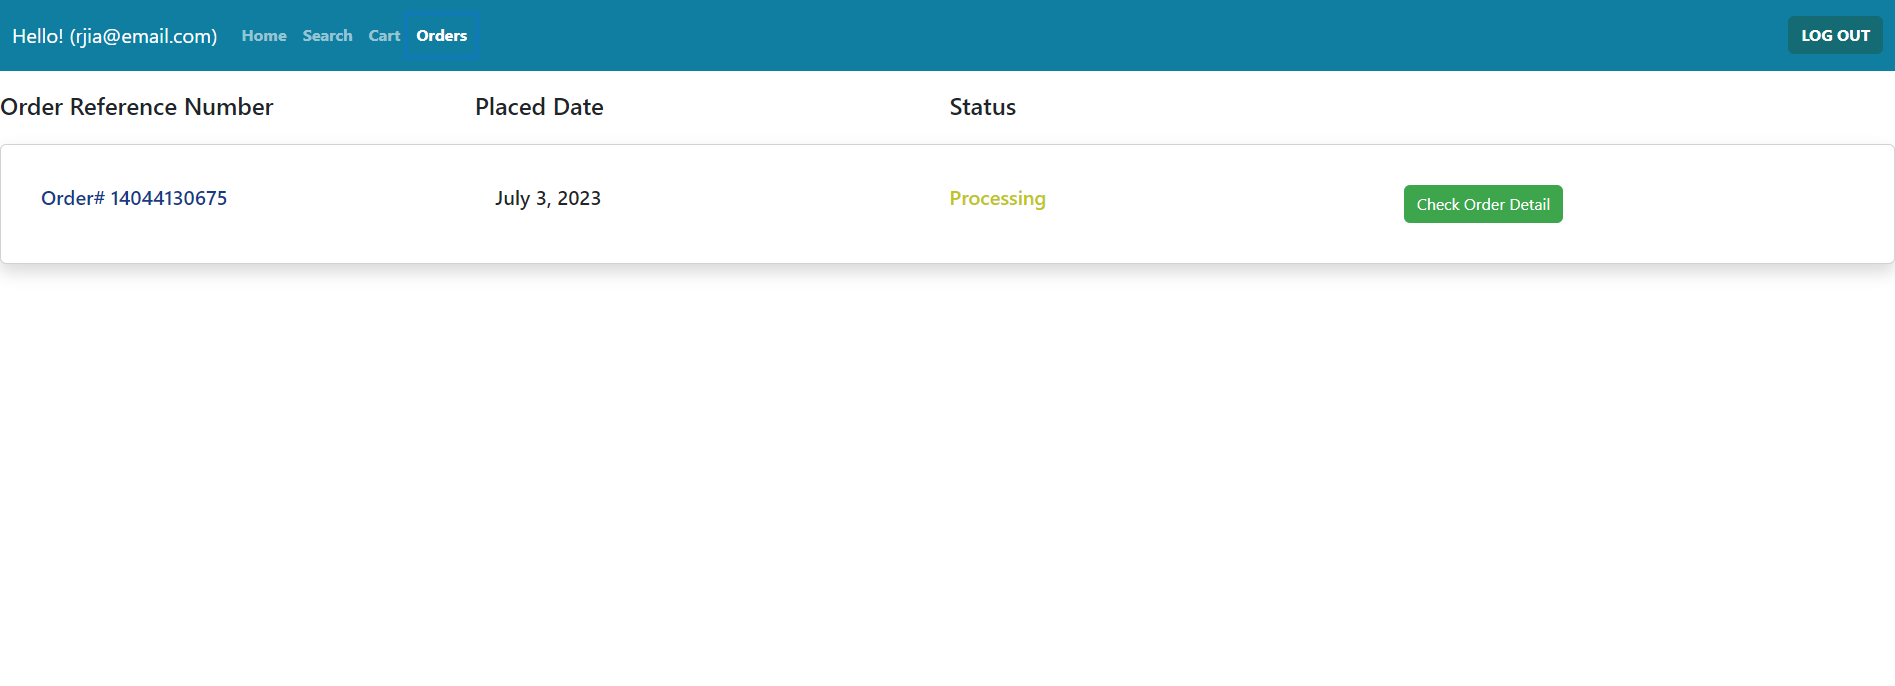 Hello! (rjia@email.com) Home Search Cart Orders LOG OUT
Order Reference Number Placed Date Status
Order# 14044130675 July 3, 2023 Processing Check Order Detail